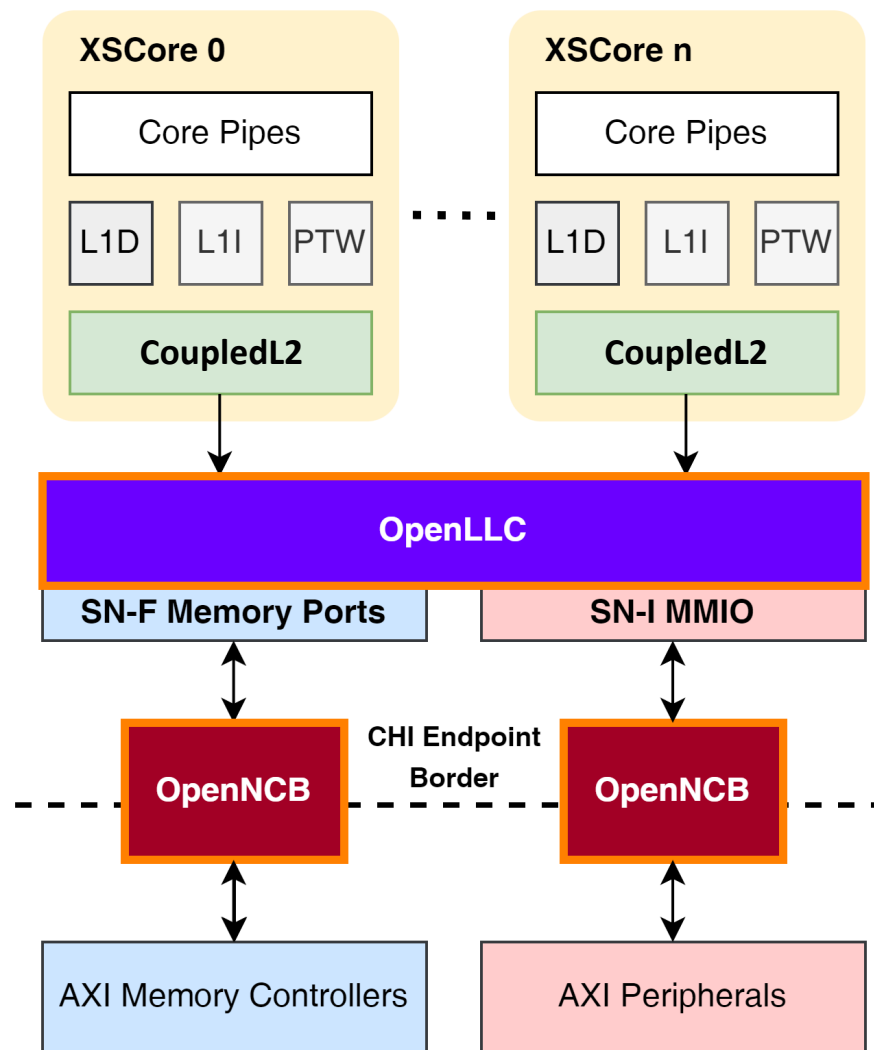 XSCore 0
XSCore n
Core Pipes
Core Pipes
L1D
L1I
PTW
L1D
L1I
PTW
CoupledL2
CoupledL2
OpenLLC
SN-F Memory Ports
SN-I MMIO
CHI Endpoint
Border
OpenNCB
OpenNCB
AXI Memory Controllers
AXI Peripherals